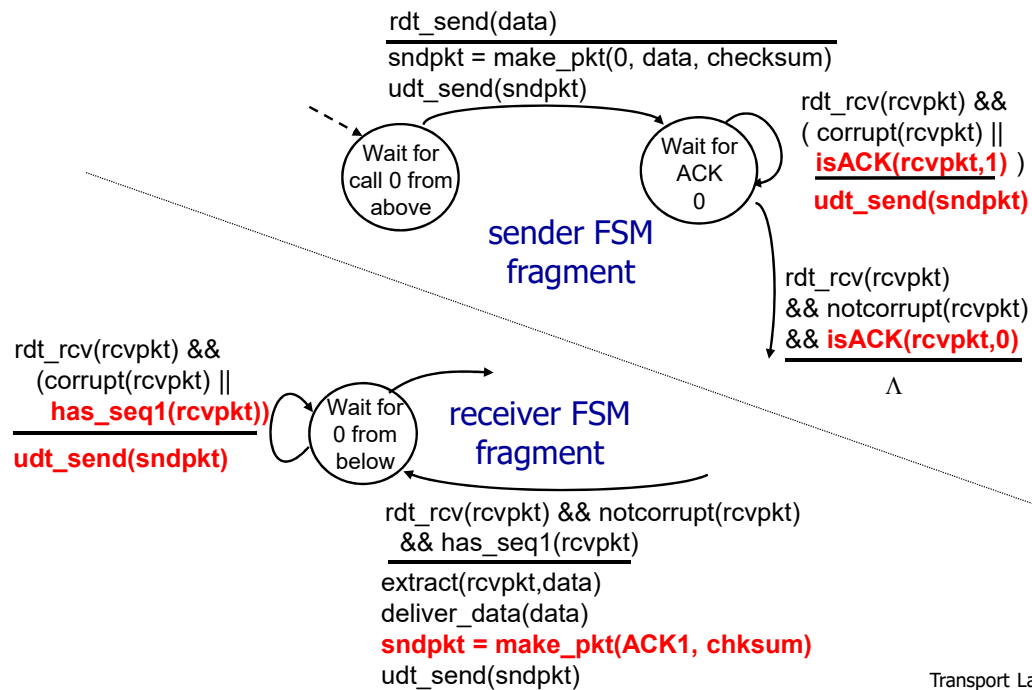 rdt_send(data)
sndpkt = make_pkt(0, data, checksum)
udt_send(sndpkt)
Wait for
call 0 from
above
Wait for
ACK
0
rdt_rcv(rcvpkt) &&
( corrupt(rcvpkt) ||
isACK(rcvpkt,1) )
udt_send(sndpkt)
sender FSM
fragment
rdt_rcv(rcvpkt)
&& notcorrupt(rcvpkt)
&& isACK(rcvpkt,0)
Λ
rdt_rcv(rcvpkt) &&
(corrupt(rcvpkt) ||
has_seq1(rcvpkt))
udt_send(sndpkt)
Wait for
0 from
below
receiver FSM
fragment
rdt_rcv(rcvpkt) && notcorrupt(rcvpkt)
&& has_seq1(rcvpkt)
extract(rcvpkt,data)
deliver_data(data)
sndpkt = make_pkt(ACK1, chksum)
udt_send(sndpkt)
Transport La